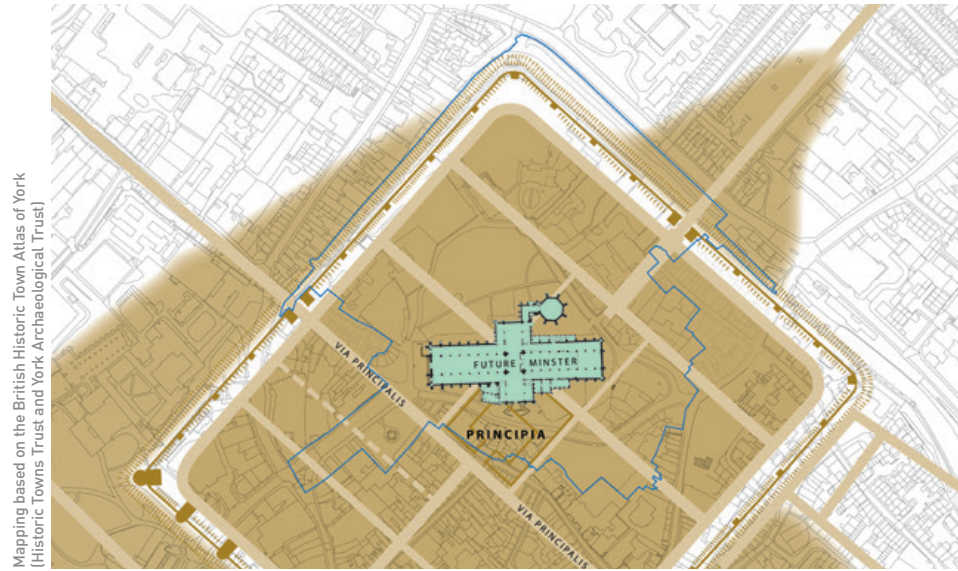 Mapping based on the British Historic Town Atlas of York
(Historic Towns Trust and York Archaeological Trust)
FUTURE MINSTER
VIA PRINCIPALIS
PRINCIPIA
VIA PRINCIPALIS